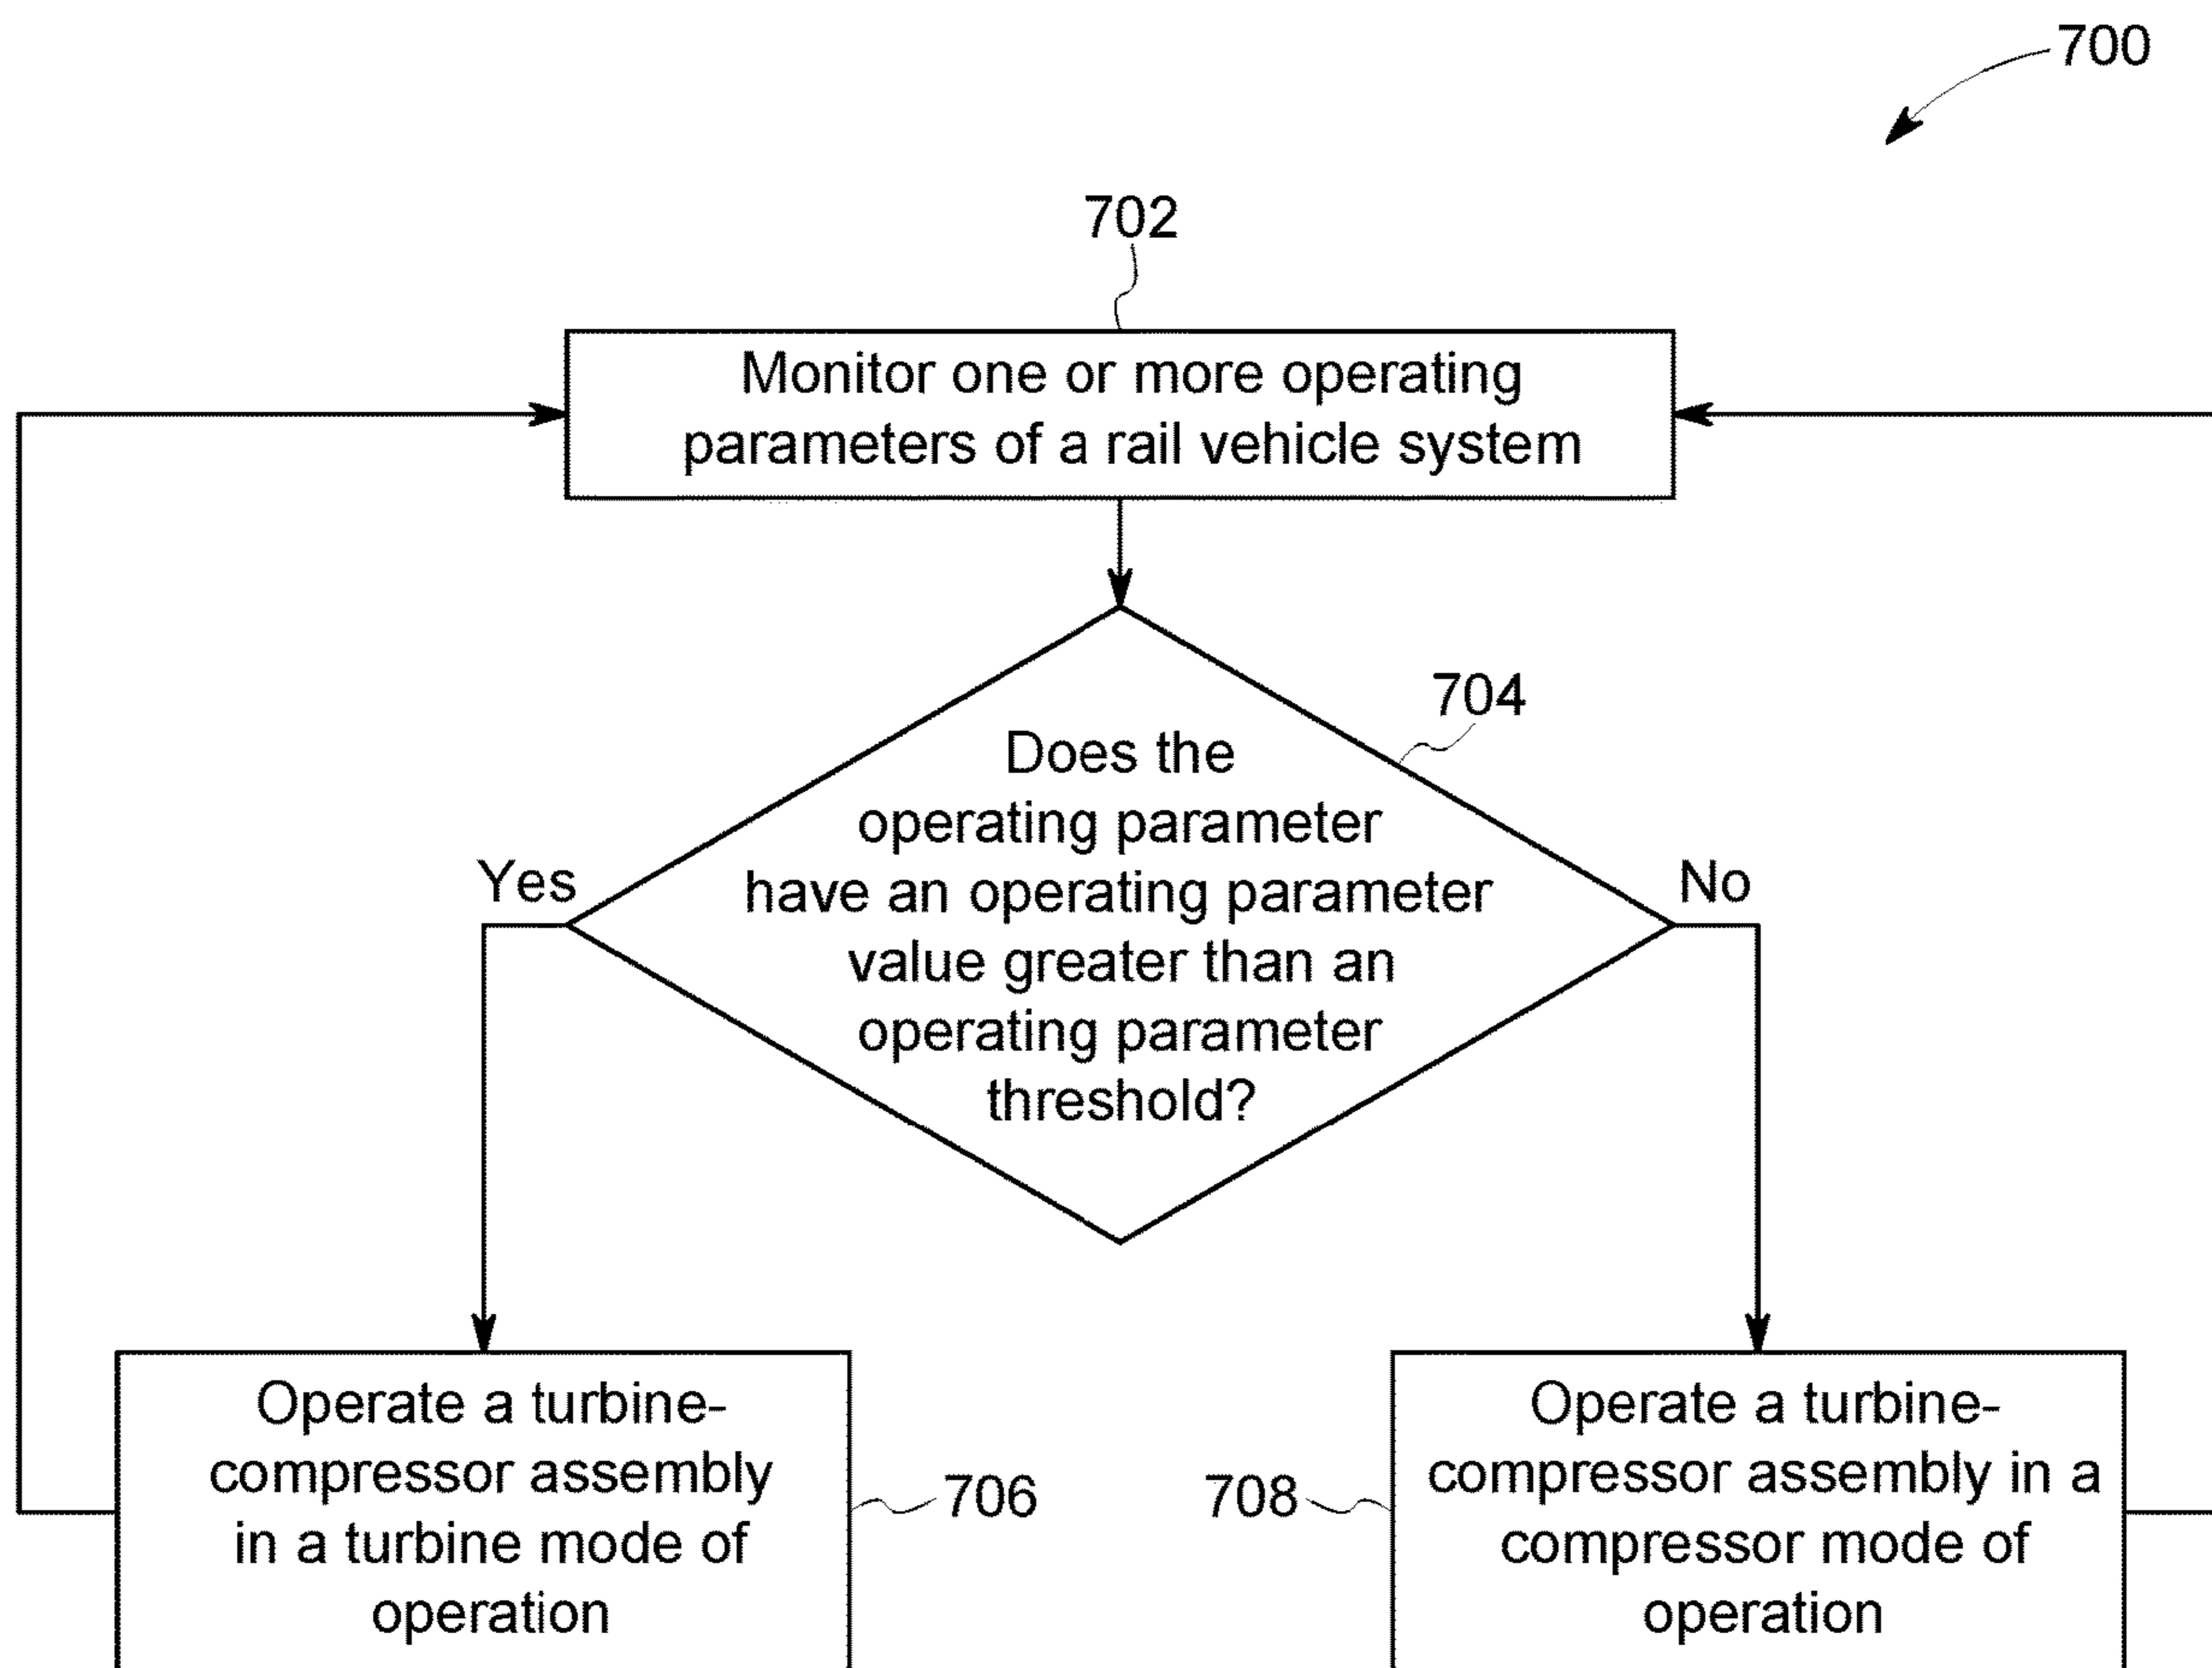 700
702
Monitor one or more operating
parameters of a rail vehicle system
704
Does the
operating parameter
have an operating parameter
value greater than an
operating parameter
threshold?
Yes
No
Operate a turbine-
compressor assembly
in a turbine mode of
operation
706
708
Operate a turbine-
compressor assembly in a
compressor mode of
operation